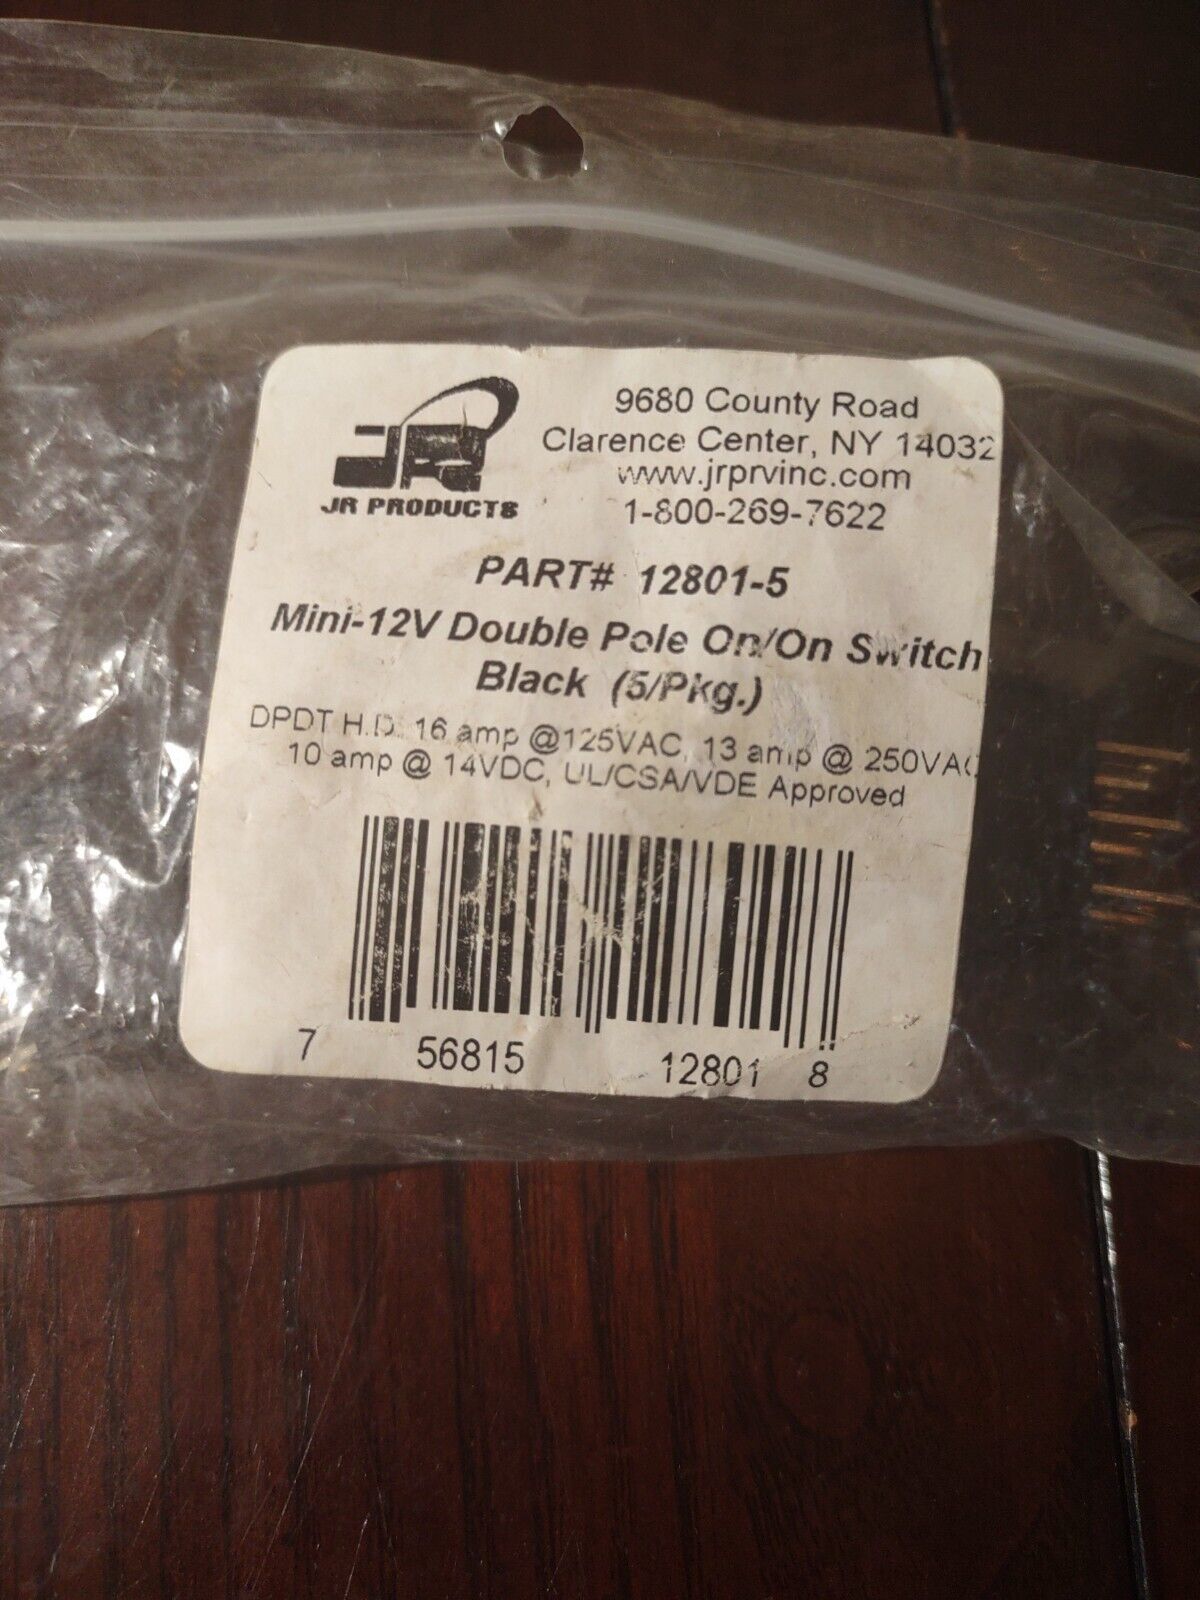 9680 County Road
Clarence Center, NY 14032
www.jrprvinc.com
1-800-269-7622
JR PRODUCTS
PART# 12801-5
Mini-12V Double Pole On/On Switch
Black (5/Pkg.)
DPDT H.D. 16 amp @125VAC, 13 amp @ 250VAC
10 amp @ 14VDC, UL/CSA/VDE Approved
7 56815 12801 8